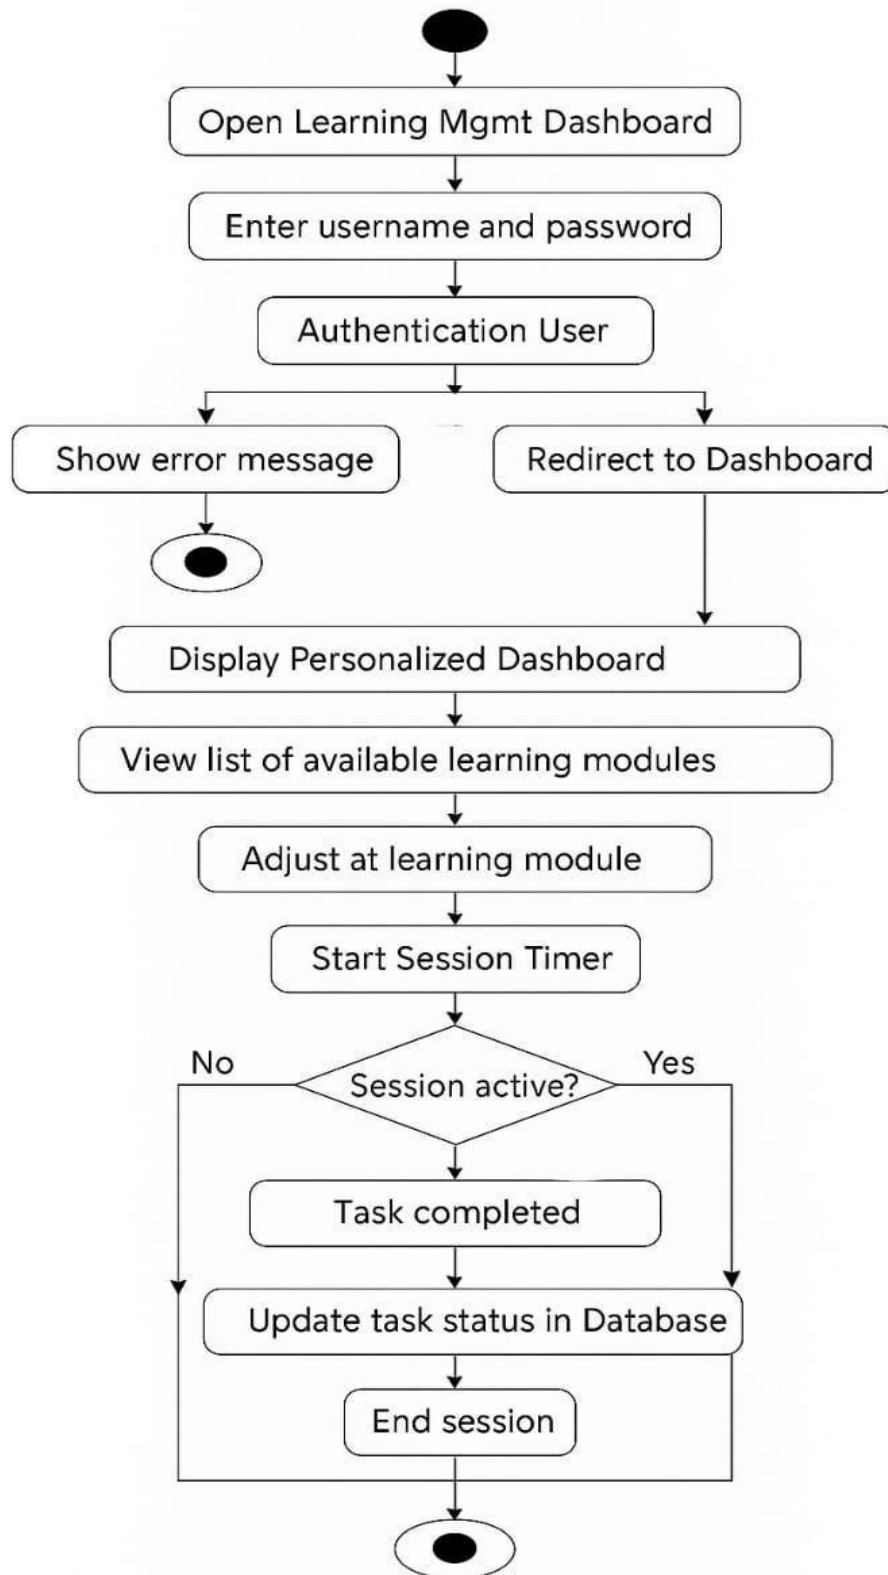 Open Learning Mgmt Dashboard
Enter username and password
Authentication User
Show error message
Redirect to Dashboard
Display Personalized Dashboard
View list of available learning modules
Adjust at learning module
Start Session Timer
No
Yes
Session active?
Task completed
Update task status in Database
End session